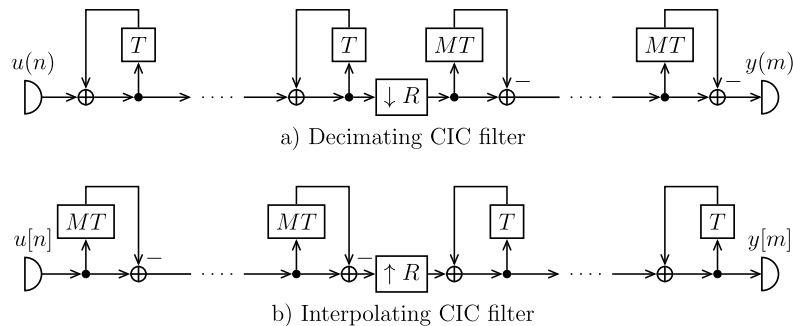 T T MT MT
u(n) y(m)
− −
· · · · ↓ R · · · ·
a) Decimating CIC filter
MT MT T T
u[n] y[m]
− −
· · · · ↑ R · · · ·
b) Interpolating CIC filter